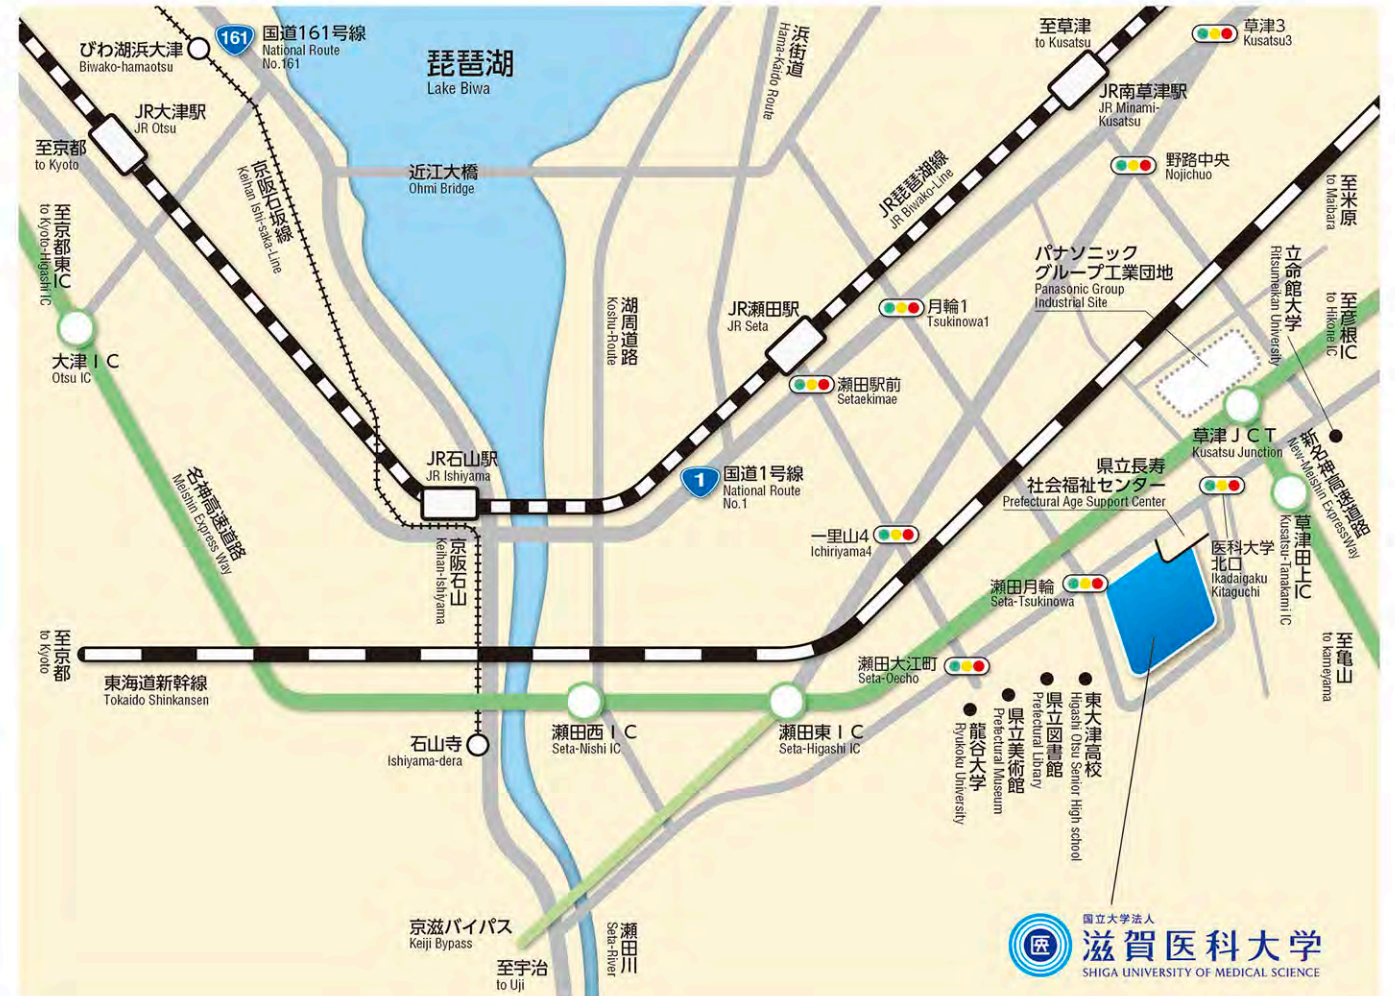 びわ湖浜大津
Biwako-hamaotsu
161
国道161号線
National Route
No.161
琵琶湖
Lake Biwa
浜街道
Hama-Kaido Route
至草津
to Kusatsu
草津3
Kusatsu3
JR大津駅
JR Otsu
至京都
to Kyoto
JR南草津駅
JR Minami-
Kusatsu
京阪石坂線
Keihan Ishi-saka-Line
近江大橋
Ohmi Bridge
JR琵琶湖線
JR Biwako-Line
野路中央
Nojichuo
至米原
to Maibara
至京都東IC
to Kyoto-Higashi IC
パナソニック
グループ工業団地
Panasonic Group
Industrial Site
立命館大学
Ritsumeikan University
至彦根IC
to Hikone IC
湖周道路
Koshu-Route
JR瀬田駅
JR Seta
月輪1
Tsukinowa1
大津IC
Otsu IC
瀬田駅前
Setaekimae
草津JCT
Kusatsu Junction
新名神高速道路
New-Meishin ExpressWay
JR石山駅
JR Ishiyama
1
国道1号線
National Route
No.1
県立長寿
社会福祉センター
Prefectural Age Support Center
名神高速道路
Meishin Express Way
京阪石山
Keihan-Ishiyama
一里山4
Ichiriyama4
医科大学
北口
Ikadaigaku
Kitaguchi
草津田上IC
Kusatsu-Tanakami IC
瀬田月輪
Seta-Tsukinowa
至京都
to Kyoto
至亀山
to kameyama
東海道新幹線
Tokaido Shinkansen
瀬田大江町
Seta-Oecho
石山寺
Ishiyama-dera
瀬田西IC
Seta-Nishi IC
瀬田東IC
Seta-Higashi IC
龍谷大学
Ryukoku University
県立美術館
Prefectural Museum
県立図書館
Prefectural Library
東大津高校
Higashi Otsu Senior High school
京滋バイパス
Keiji Bypass
至宇治
to Uji
瀬田川
Seta-River
医
国立大学法人
滋賀医科大学
SHIGA UNIVERSITY OF MEDICAL SCIENCE